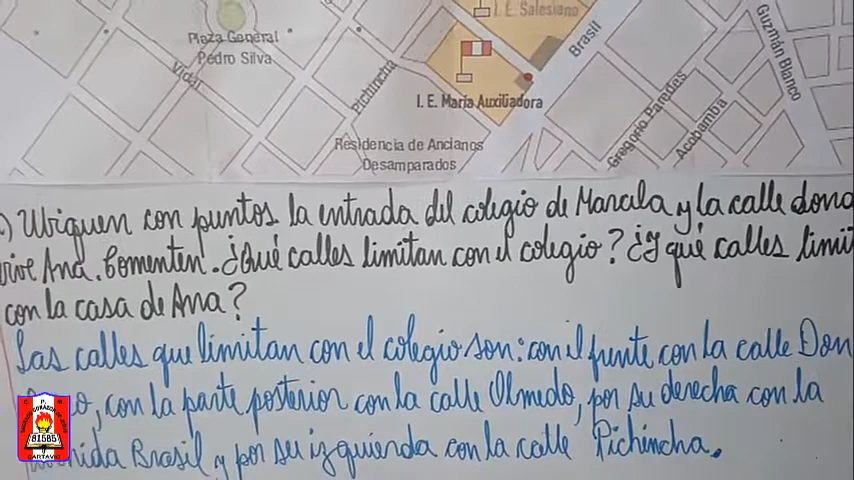 I. E. Salesiano
Plaza General
Pedro Silva
Vidal
Pichincha
Brasil
Guzmán Blanco
I. E. María Auxiliadora
Gregorio Paredes
Acobamba
Residencia de Ancianos
Desamparados
) Ubiquen con puntos la entrada del colegio de Marcela y la calle dond
vive Ana. Comenten. ¿Qué calles limitan con el colegio? ¿Y qué calles limit
con la casa de Ana?
Las calles que limitan con el colegio son: con el frente con la calle Don
, con la parte posterior con la calle Olmedo, por su derecha con la
Brasil y por su izquierda con la calle Pichincha.
E. P. M
81585
CARTAVIO